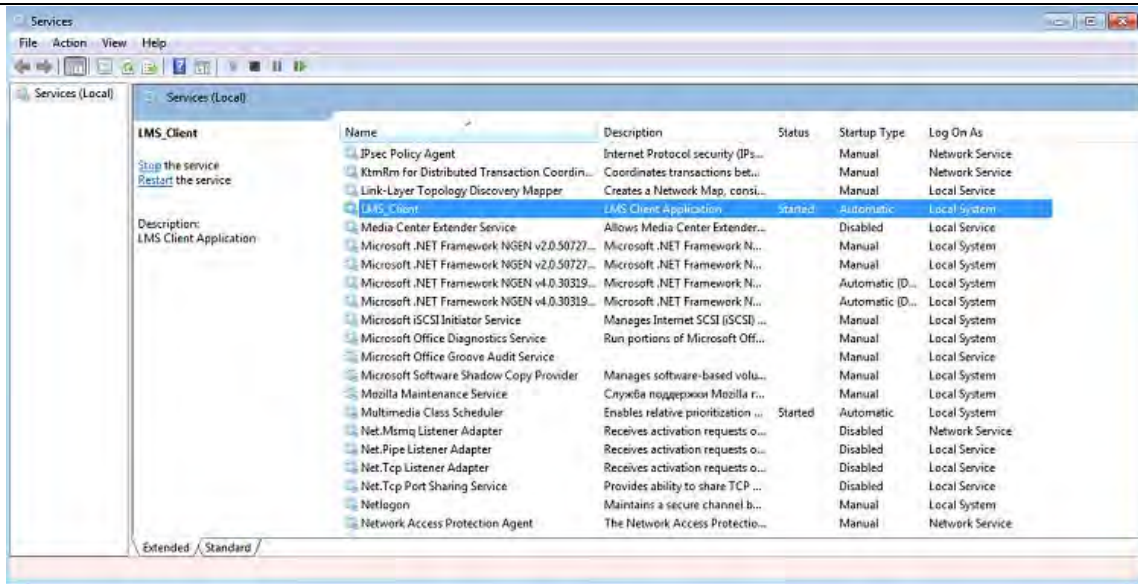 Services
File Action View Help
Services (Local)
Services (Local)
LMS_Client
Stop the service
Restart the service
Description:
LMS Client Application
Name Description Status Startup Type Log On As
IPsec Policy Agent Internet Protocol security (IPs... Manual Network Service
KtmRm for Distributed Transaction Coordin... Coordinates transactions bet... Manual Network Service
Link-Layer Topology Discovery Mapper Creates a Network Map, consi... Manual Local Service
LMS_Client LMS Client Application Started Automatic Local System
Media Center Extender Service Allows Media Center Extender... Disabled Local Service
Microsoft .NET Framework NGEN v2.0.50727... Microsoft .NET Framework N... Manual Local System
Microsoft .NET Framework NGEN v2.0.50727... Microsoft .NET Framework N... Manual Local System
Microsoft .NET Framework NGEN v4.0.30319... Microsoft .NET Framework N... Automatic (D... Local System
Microsoft .NET Framework NGEN v4.0.30319... Microsoft .NET Framework N... Automatic (D... Local System
Microsoft iSCSI Initiator Service Manages Internet SCSI (iSCSI) ... Manual Local System
Microsoft Office Diagnostics Service Run portions of Microsoft Off... Manual Local System
Microsoft Office Groove Audit Service Manual Local Service
Microsoft Software Shadow Copy Provider Manages software-based volu... Manual Local System
Mozilla Maintenance Service Служба поддержки Mozilla г... Manual Local System
Multimedia Class Scheduler Enables relative prioritization ... Started Automatic Local System
Net.Msmq Listener Adapter Receives activation requests o... Disabled Network Service
Net.Pipe Listener Adapter Receives activation requests o... Disabled Local Service
Net.Tcp Listener Adapter Receives activation requests o... Disabled Local Service
Net.Tcp Port Sharing Service Provides ability to share TCP ... Disabled Local Service
Netlogon Maintains a secure channel b... Manual Local System
Network Access Protection Agent The Network Access Protectio... Manual Network Service
Extended Standard